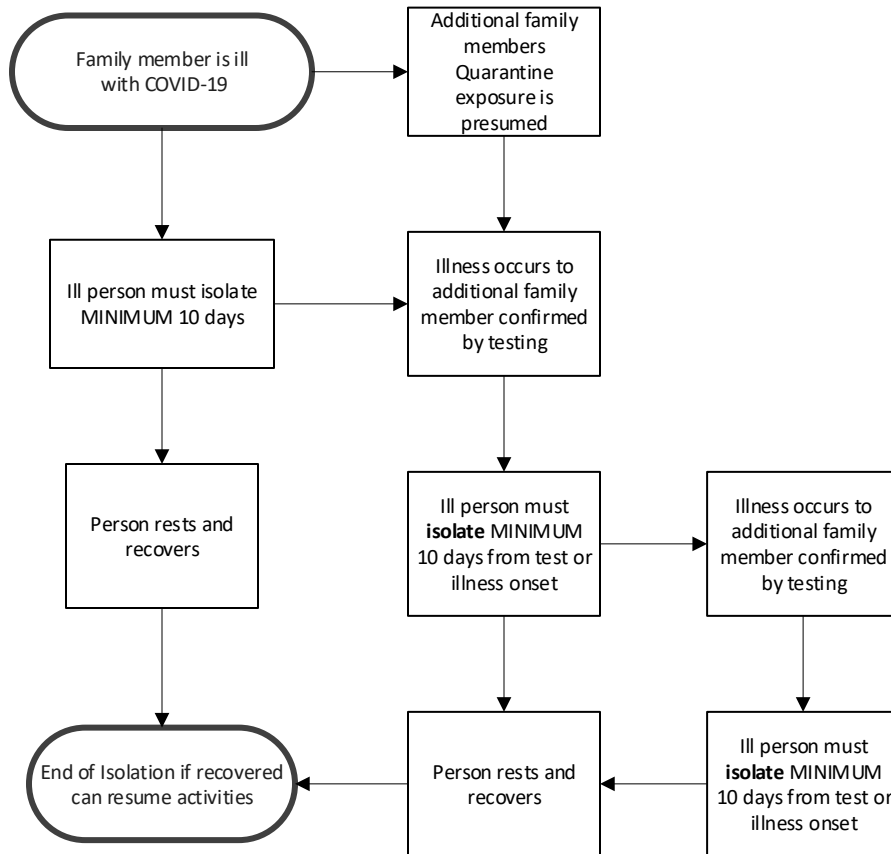 Family member is ill
with COVID-19
Additional family
members
Quarantine
exposure is
presumed
Ill person must isolate
MINIMUM 10 days
Illness occurs to
additional family
member confirmed
by testing
Person rests and
recovers
Ill person must
isolate MINIMUM
10 days from test or
illness onset
Illness occurs to
additional family
member confirmed
by testing
End of Isolation if recovered
can resume activities
Person rests and
recovers
Ill person must
isolate MINIMUM
10 days from test or
illness onset